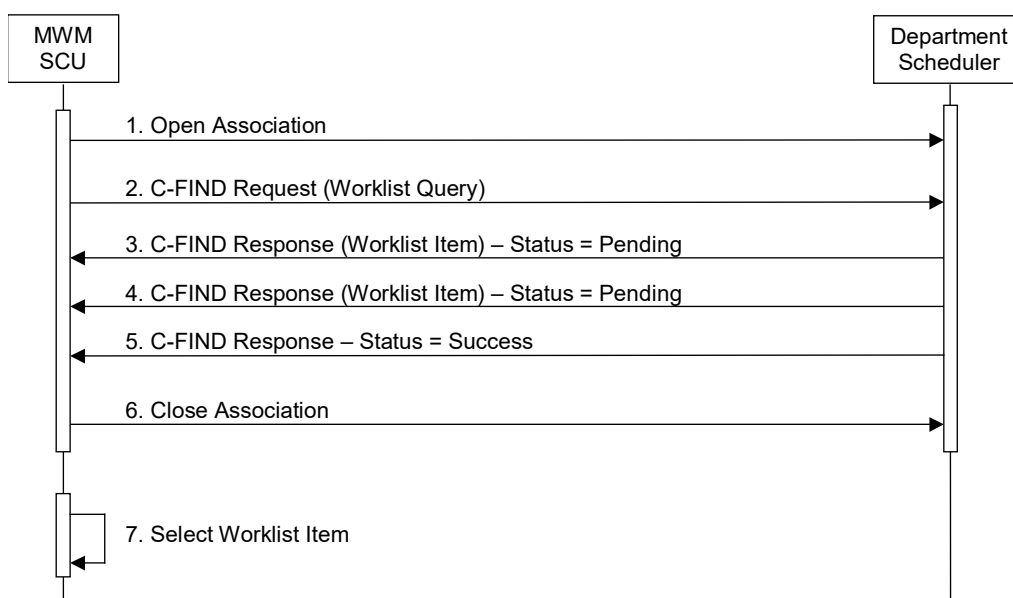 MWM
SCU
Department
Scheduler
1. Open Association
2. C-FIND Request (Worklist Query)
3. C-FIND Response (Worklist Item) – Status = Pending
4. C-FIND Response (Worklist Item) – Status = Pending
5. C-FIND Response – Status = Success
6. Close Association
7. Select Worklist Item